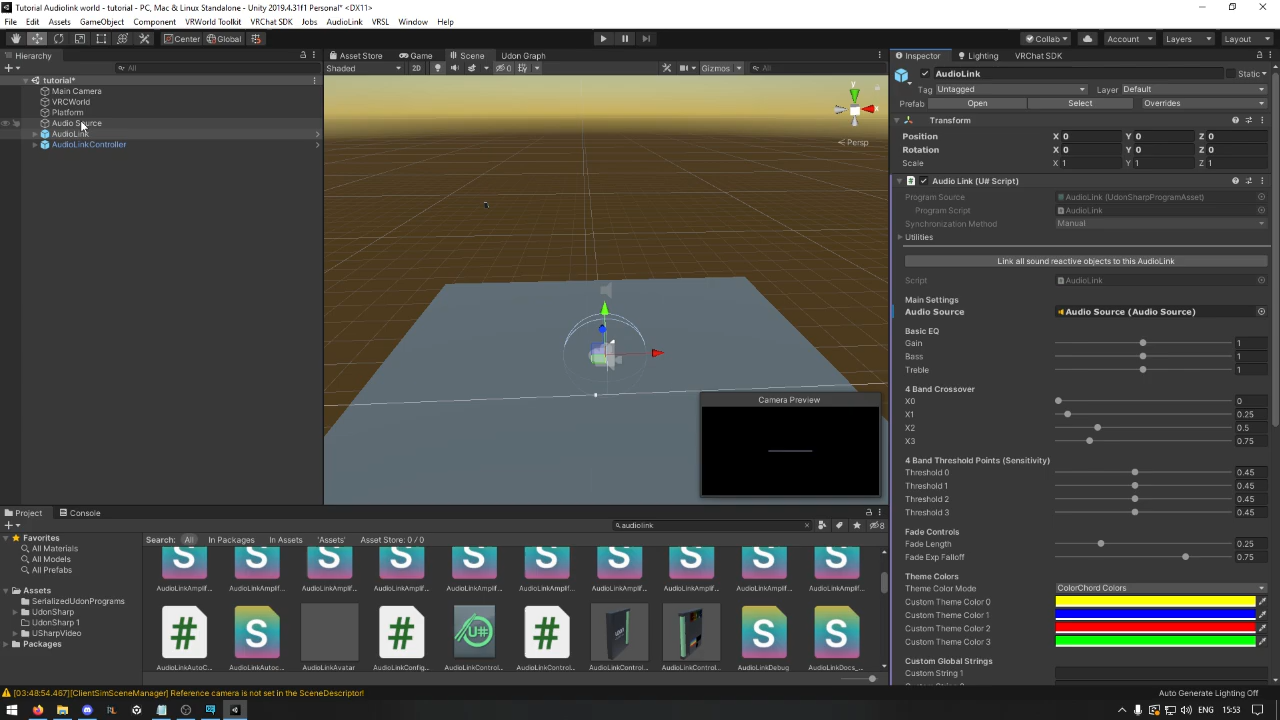 Tutorial Audiolink world - tutorial - PC, Mac & Linux Standalone - Unity 2019.4.31f1 Personal* <DX11>
File Edit Assets GameObject Component VRWorld Toolkit VRChat SDK Jobs AudioLink VRSL Window Help
Center Global Collab Account Layers Layout
Hierarchy
All
tutorial*
Main Camera
VRCWorld
Platform
Audio Source
AudioLink
AudioLinkController
Asset Store Game Scene Udon Graph
Shaded 2D Gizmos All
y
x
Persp
Camera Preview
Inspector Lighting VRChat SDK
AudioLink Static
Tag Untagged Layer Default
Prefab Open Select Overrides
Transform
Position X 0 Y 0 Z 0
Rotation X 0 Y 0 Z 0
Scale X 1 Y 1 Z 1
Audio Link (U# Script)
Program Source AudioLink (UdonSharpProgramAsset)
Program Script AudioLink
Synchronization Method Manual
Utilities
Link all sound reactive objects to this AudioLink
Script AudioLink
Main Settings
Audio Source Audio Source (Audio Source)
Basic EQ
Gain 1
Bass 1
Treble 1
4 Band Crossover
X0 0
X1 0.25
X2 0.5
X3 0.75
4 Band Threshold Points (Sensitivity)
Threshold 0 0.45
Threshold 1 0.45
Threshold 2 0.45
Threshold 3 0.45
Fade Controls
Fade Length 0.25
Fade Exp Falloff 0.75
Theme Colors
Theme Color Mode ColorChord Colors
Custom Theme Color 0
Custom Theme Color 1
Custom Theme Color 2
Custom Theme Color 3
Custom Global Strings
Custom String 1
Project Console
audiolink 8
Favorites
All Materials
All Models
All Prefabs
Assets
SerializedUdonPrograms
UdonSharp
UdonSharp 1
USharpVideo
Packages
Search: All In Packages In Assets 'Assets' Asset Store: 0 / 0
AudioLinkAmplif... AudioLinkAmplif... AudioLinkAmplif... AudioLinkAmplif... AudioLinkAmplif... AudioLinkAmplif... AudioLinkAmplif... AudioLinkAmplif... AudioLinkAmplif... AudioLinkAmplif...
AudioLinkAutoC... AudioLinkAutoc... AudioLinkAvatar AudioLinkConfig... AudioLinkControl... AudioLinkControl... AudioLinkControl... AudioLinkControl... AudioLinkDebug AudioLinkDocs_...
[03:48:54.467][ClientSimSceneManager] Reference camera is not set in the SceneDescriptor!
Auto Generate Lighting Off
ENG 15:53